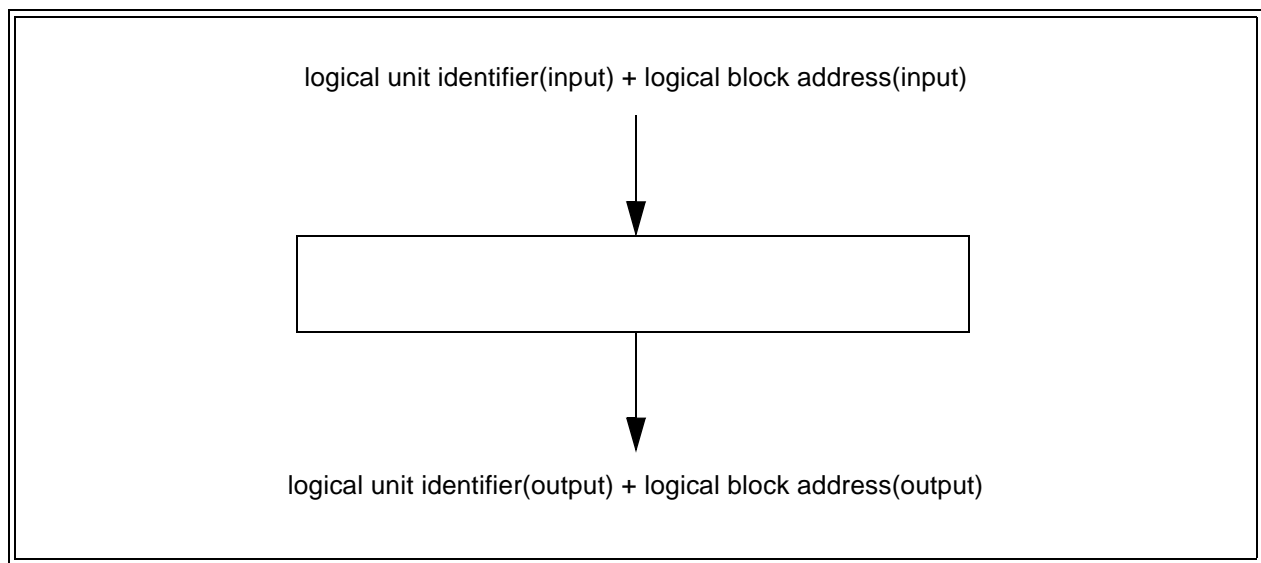 logical unit identifier(input) + logical block address(input)
logical unit identifier(output) + logical block address(output)